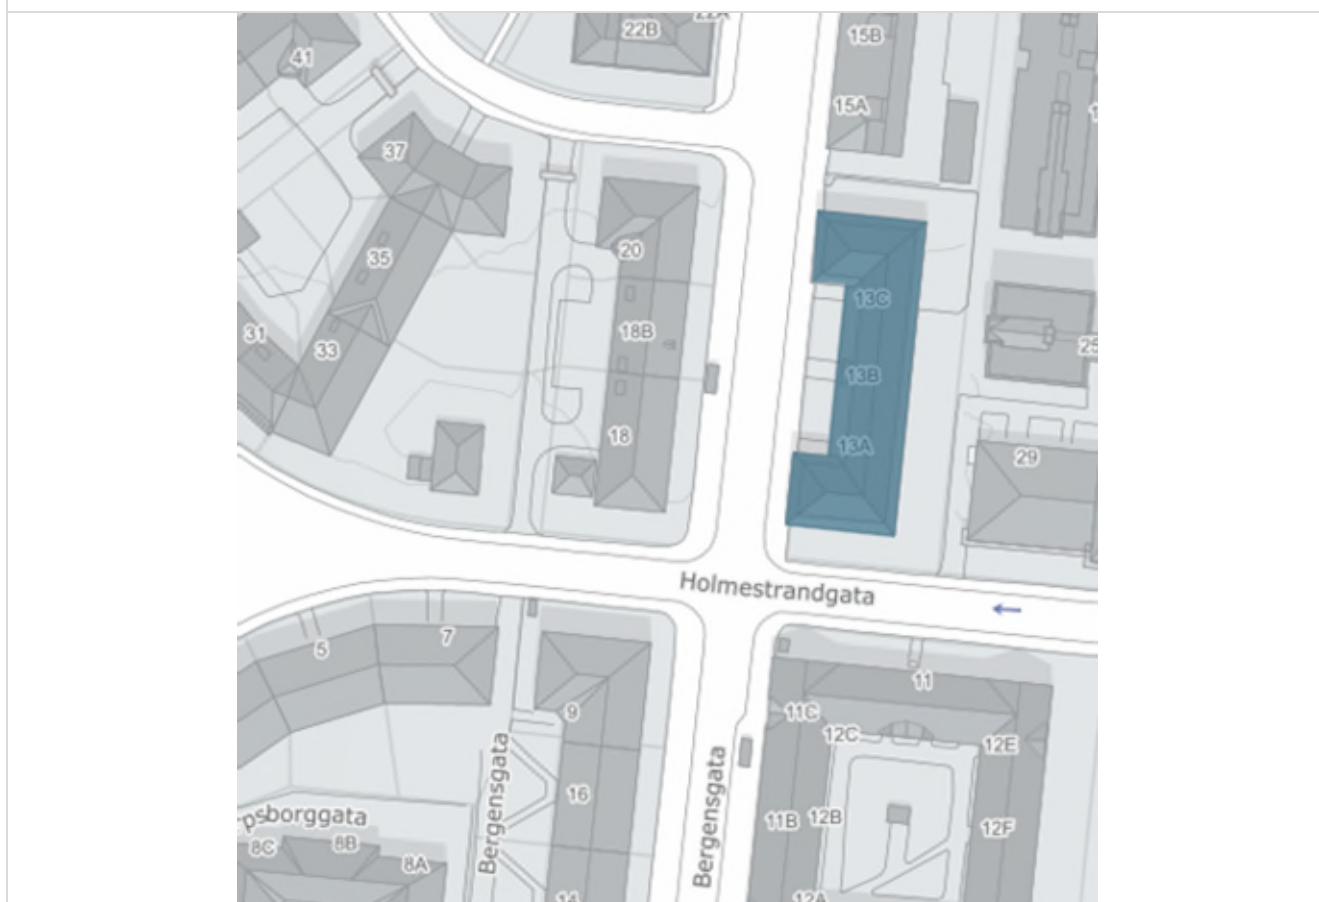 22B
15B
41
15A
37
20
35
13C
31
33
18B
13B
25
18
13A
29
Holmestrandgata
5
7
11
9
11C
12C
12E
Bergensgata
Bergensgata
16
psborggata
11B
12B
12F
8C
8B
8A